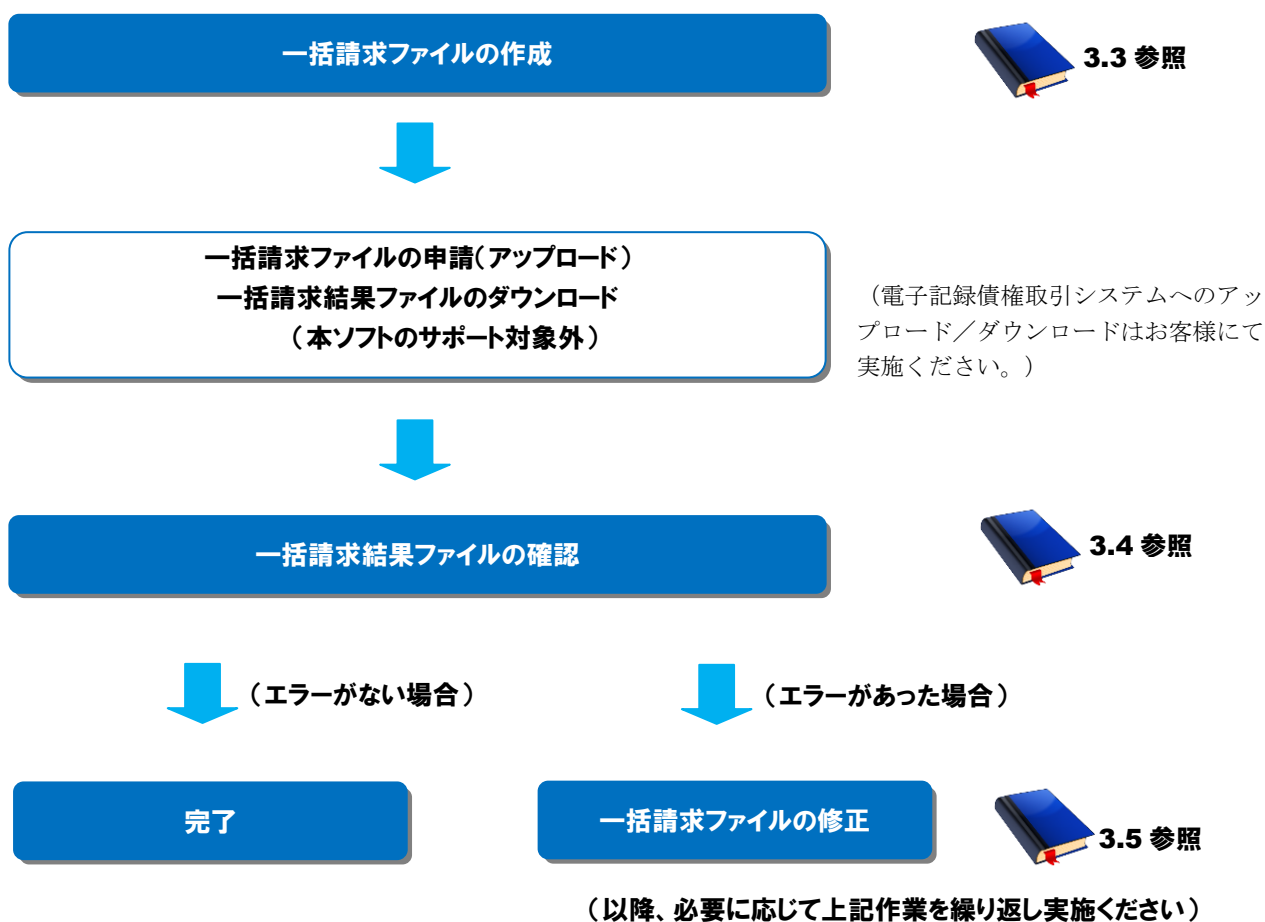 一括請求ファイルの作成
3.3 参照
一括請求ファイルの申請（アップロード）
一括請求結果ファイルのダウンロード
（本ソフトのサポート対象外）
（電子記録債権取引システムへのアッ
プロード／ダウンロードはお客様にて
実施ください。）
一括請求結果ファイルの確認
3.4 参照
（エラーがない場合）
（エラーがあった場合）
完了
一括請求ファイルの修正
3.5 参照
（以降、必要に応じて上記作業を繰り返し実施ください）